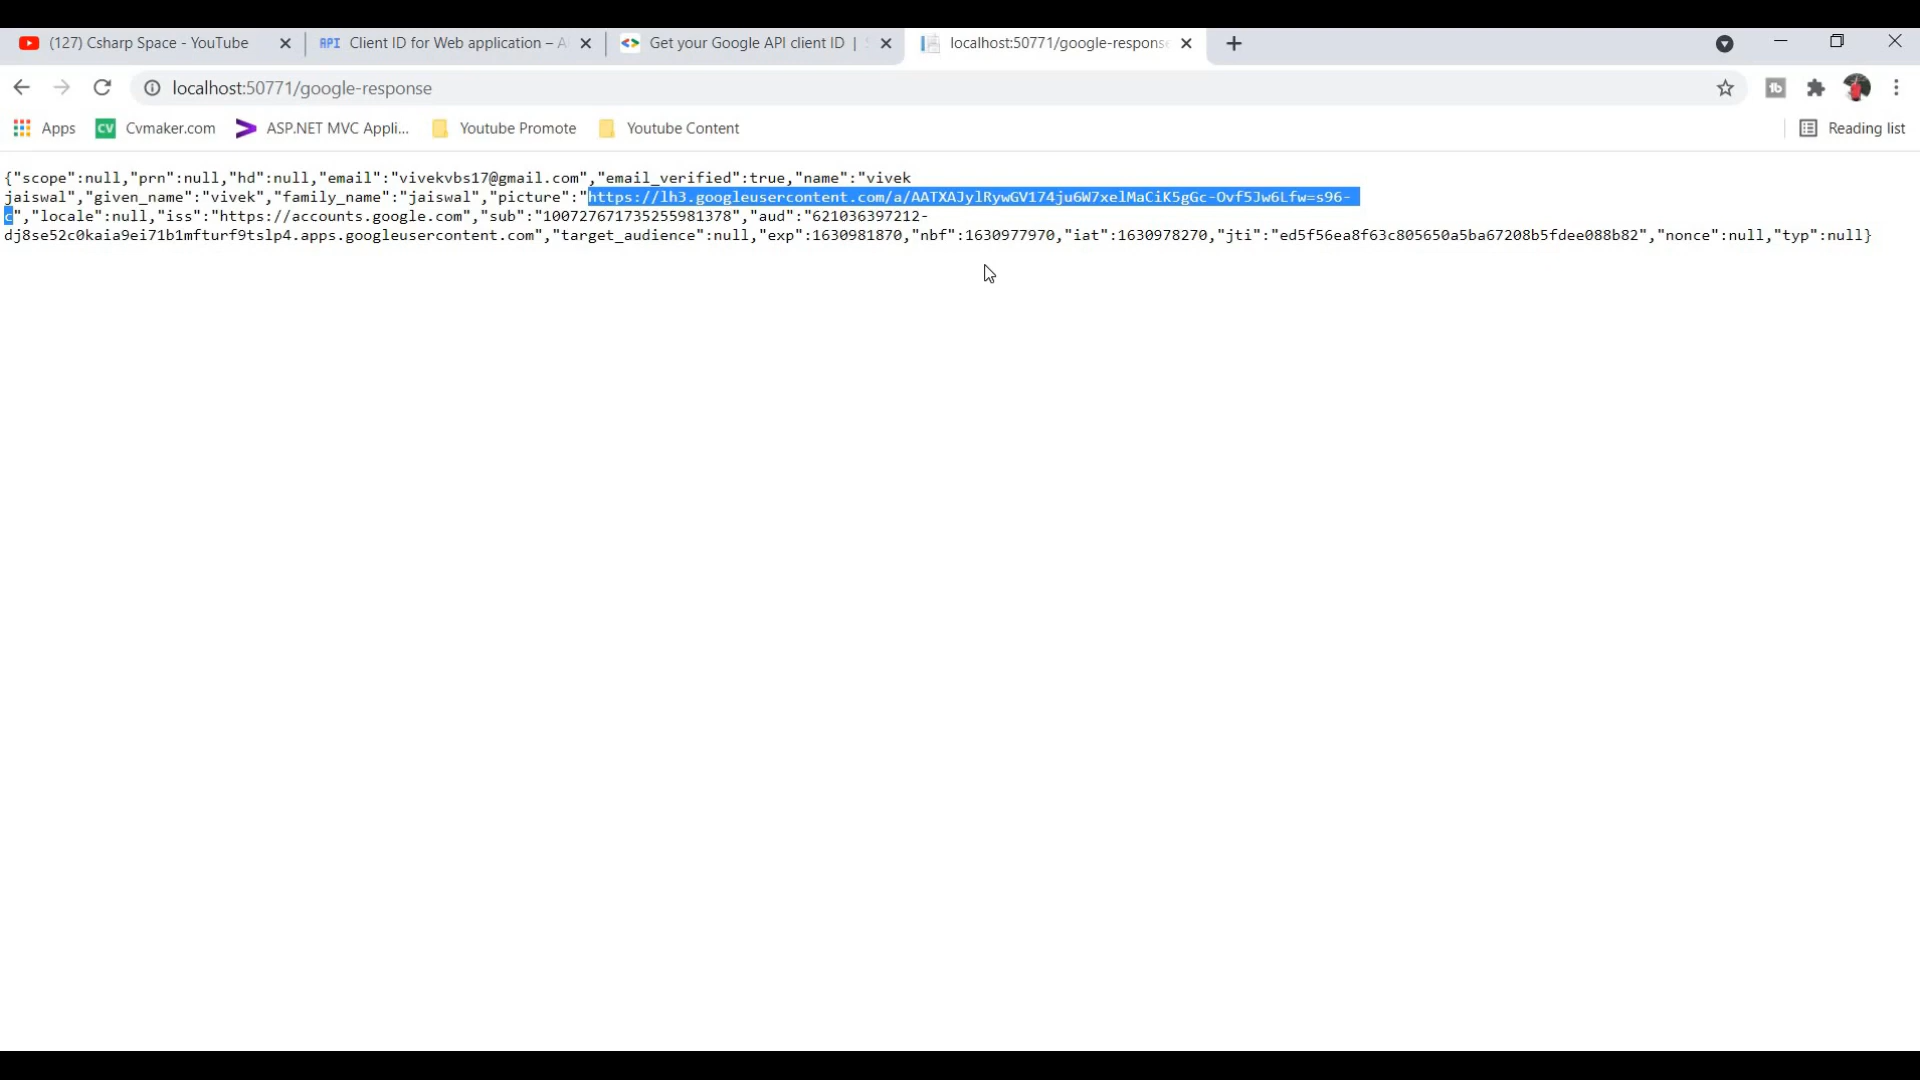 (127) Csharp Space - YouTube
API Client ID for Web application – A
Get your Google API client ID |
localhost:50771/google-response
localhost:50771/google-response
Apps
CV Cvmaker.com
ASP.NET MVC Appli...
Youtube Promote
Youtube Content
Reading list
{"scope":null,"prn":null,"hd":null,"email":"vivekvbs17@gmail.com","email_verified":true,"name":"vivek
jaiswal","given_name":"vivek","family_name":"jaiswal","picture":"https://lh3.googleusercontent.com/a/AATXAJylRywGV174ju6W7xelMaCiK5gGc-Ovf5Jw6Lfw=s96-
c","locale":null,"iss":"https://accounts.google.com","sub":"100727671735255981378","aud":"621036397212-
dj8se52c0kaia9ei71b1mfturf9tslp4.apps.googleusercontent.com","target_audience":null,"exp":1630981870,"nbf":1630977970,"iat":1630978270,"jti":"ed5f56ea8f63c805650a5ba67208b5fdee088b82","nonce":null,"typ":null}